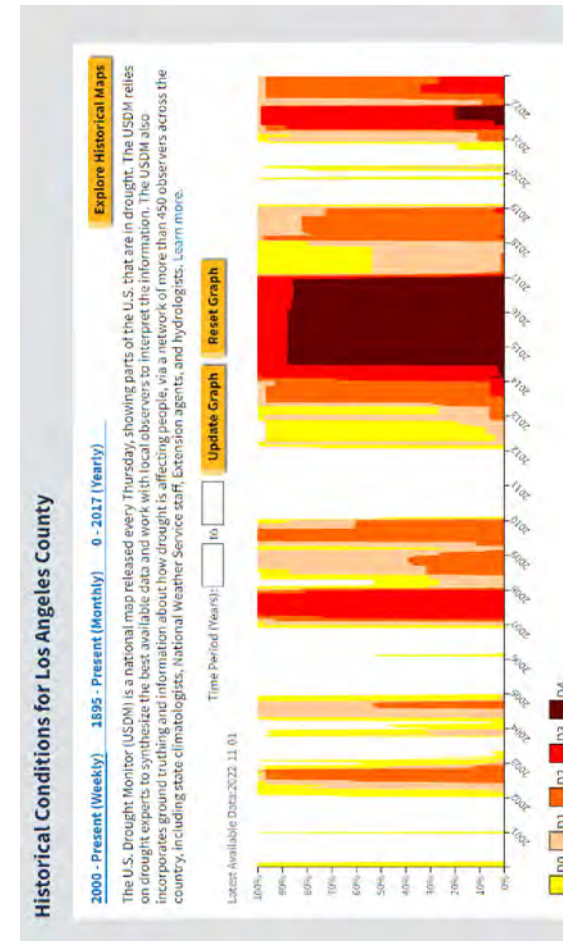 Historical Conditions for Los Angeles County
2000 - Present (Weekly) 1895 - Present (Monthly) 0 - 2017 (Yearly) Explore Historical Maps
The U.S. Drought Monitor (USDM) is a national map released every Thursday, showing parts of the U.S. that are in drought. The USDM relies
on drought experts to synthesize the best available data and work with local observers to interpret the information. The USDM also
incorporates ground truthing and information about how drought is affecting people, via a network of more than 450 observers across the
country, including state climatologists, National Weather Service staff, Extension agents, and hydrologists. Learn more.
Time Period (Years): to Update Graph Reset Graph
Latest Available Data:2022-11-01
100%
90%
80%
70%
60%
50%
40%
30%
20%
10%
0%
2001 2002 2003 2004 2005 2006 2007 2008 2009 2010 2011 2012 2013 2014 2015 2016 2017 2018 2019 2020 2021 2022
D0 D1 D2 D3 D4